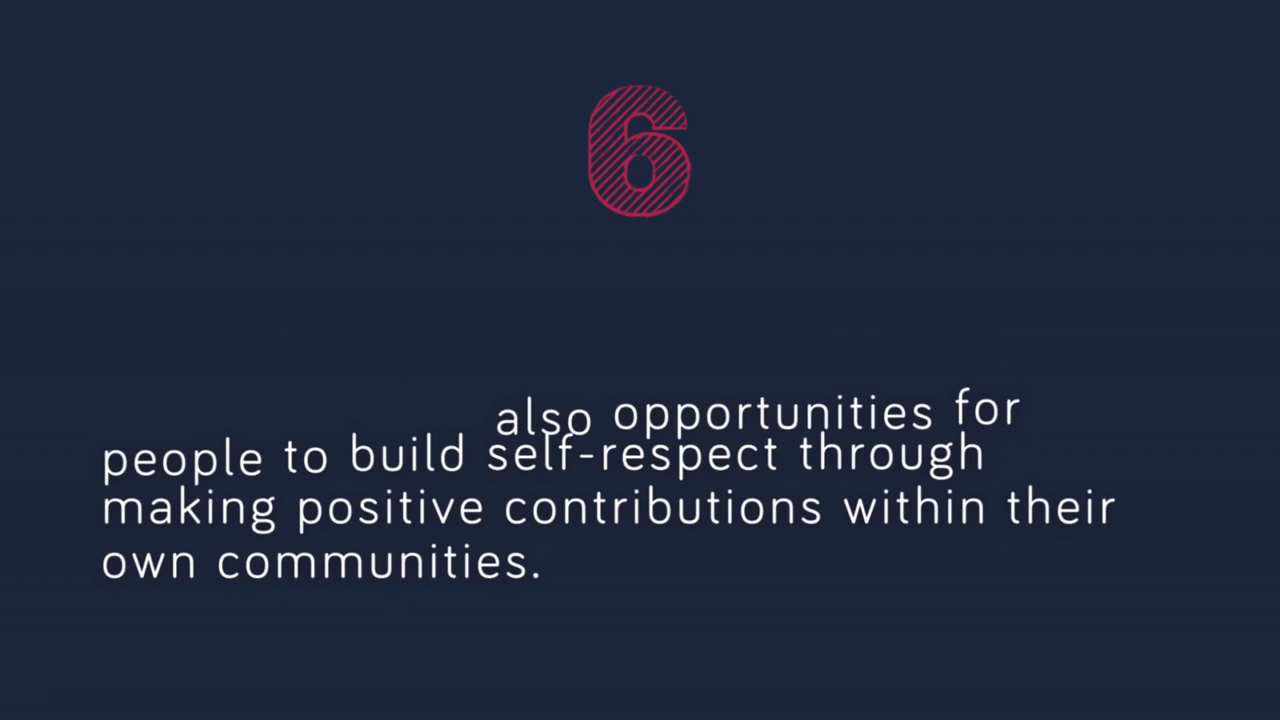 6
also opportunities for
people to build self-respect through
making positive contributions within their
own communities.